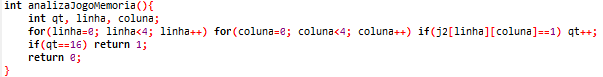 int analizaJogoMemoria(){
    int qt, linha, coluna;
    for(linha=0; linha<4; linha++) for(coluna=0; coluna<4; coluna++) if(j2[linha][coluna]==1) qt++;
    if(qt==16) return 1;
    return 0;
}